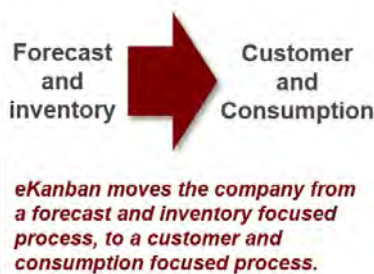 Forecast
and
inventory
Customer
and
Consumption
eKanban moves the company from
a forecast and inventory focused
process, to a customer and
consumption focused process.